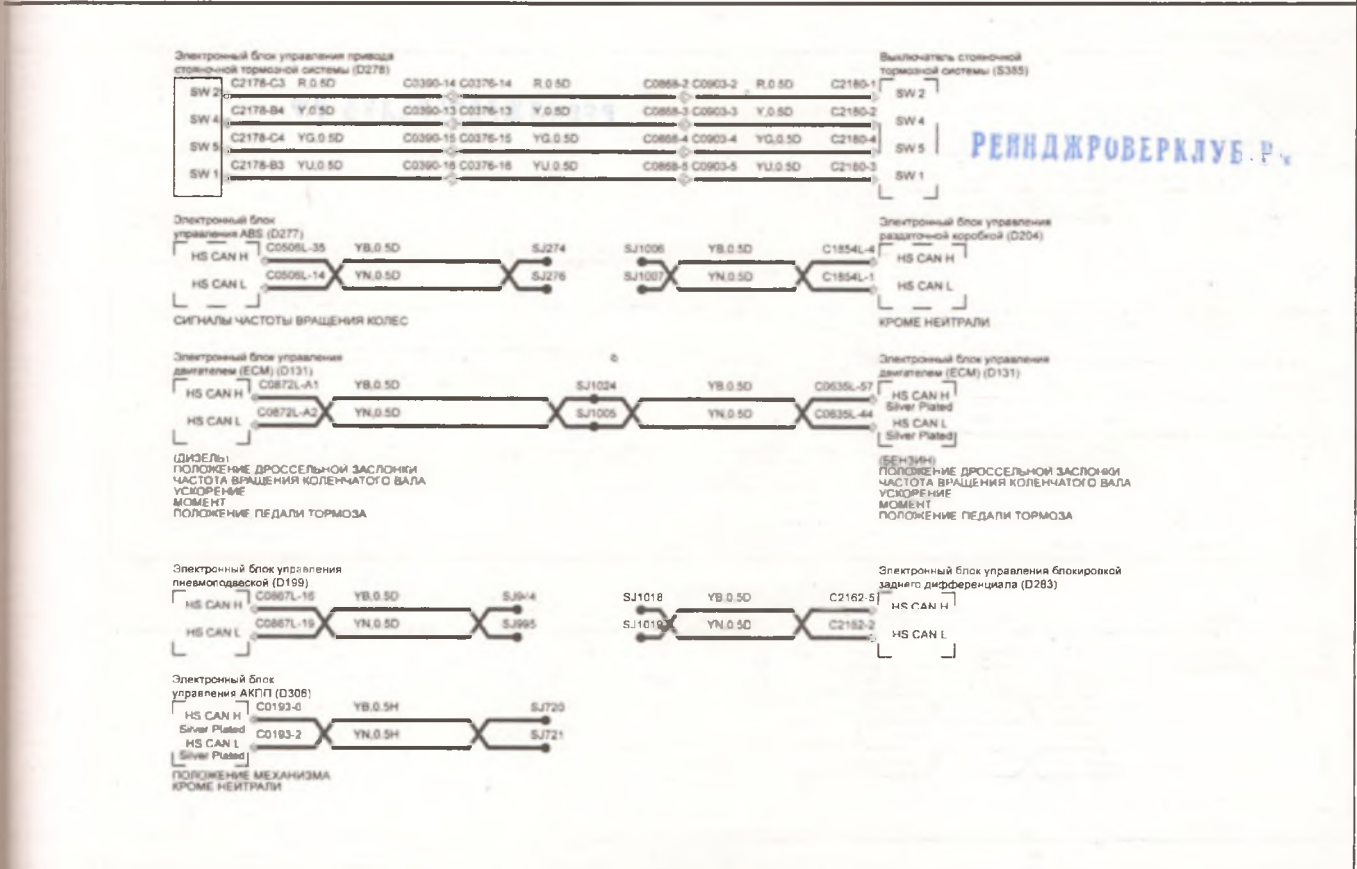 Электронный блок управления привода
стояночной тормозной системы (D278)
SW 2 C2178-C3 R.0.5D C0390-14 C0376-14 R.0.5D C0868-2 C0903-2 R.0.5D C2180-1 SW 2
SW 4 C2178-B4 Y.0.5D C0390-13 C0376-13 Y.0.5D C0868-3 C0903-3 Y.0.5D C2180-2 SW 4
SW 5 C2178-C4 YG.0.5D C0390-15 C0376-15 YG.0.5D C0868-4 C0903-4 YG.0.5D C2180-4 SW 5
SW 1 C2178-B3 YU.0.5D C0390-16 C0376-16 YU.0.5D C0868-5 C0903-5 YU.0.5D C2180-3 SW 1
Выключатель стояночной
тормозной системы (S385)
РЕЙНДЖРОВЕРКЛУБ.
Электронный блок
управления ABS (D277)
HS CAN H C0506L-35 YB,0.5D SJ274
HS CAN L C0506L-14 YN,0.5D SJ276
СИГНАЛЫ ЧАСТОТЫ ВРАЩЕНИЯ КОЛЕС
Электронный блок управления
раздаточной коробкой (D204)
SJ1006 YB,0.5D C1854L-4 HS CAN H
SJ1007 YN,0.5D C1854L-1 HS CAN L
КРОМЕ НЕЙТРАЛИ
Электронный блок управления
двигателем (ECM) (D131)
HS CAN H C0872L-A1 YB,0.5D SJ1024 YB,0.5D C0635L-57 HS CAN H
Silver Plated
HS CAN L C0872L-A2 YN,0.5D SJ1005 YN,0.5D C0635L-44 HS CAN L
Silver Plated
Электронный блок управления
двигателем (ECM) (D131)
(ДИЗЕЛЬ)
ПОЛОЖЕНИЕ ДРОССЕЛЬНОЙ ЗАСЛОНКИ
ЧАСТОТА ВРАЩЕНИЯ КОЛЕНЧАТОГО ВАЛА
УСКОРЕНИЕ
МОМЕНТ
ПОЛОЖЕНИЕ ПЕДАЛИ ТОРМОЗА
(БЕНЗИН)
ПОЛОЖЕНИЕ ДРОССЕЛЬНОЙ ЗАСЛОНКИ
ЧАСТОТА ВРАЩЕНИЯ КОЛЕНЧАТОГО ВАЛА
УСКОРЕНИЕ
МОМЕНТ
ПОЛОЖЕНИЕ ПЕДАЛИ ТОРМОЗА
Электронный блок управления
пневмоподвеской (D199)
HS CAN H C0867L-16 YB,0.5D
HS CAN L C0867L-19 YN,0.5D SJ995
Электронный блок управления блокировкой
заднего дифференциала (D283)
SJ1018 YB,0.5D C2162-5 HS CAN H
SJ1019 YN,0.5D C2162-2 HS CAN L
Электронный блок
управления АКПП (D306)
HS CAN H C0193-6 YB,0.5H SJ720
Silver Plated
HS CAN L C0193-2 YN,0.5H SJ721
Silver Plated
ПОЛОЖЕНИЕ МЕХАНИЗМА
КРОМЕ НЕЙТРАЛИ